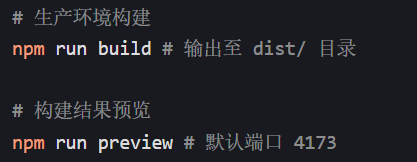 # 生产环境构建
npm run build # 输出至 dist/ 目录
# 构建结果预览
npm run preview # 默认端口 4173